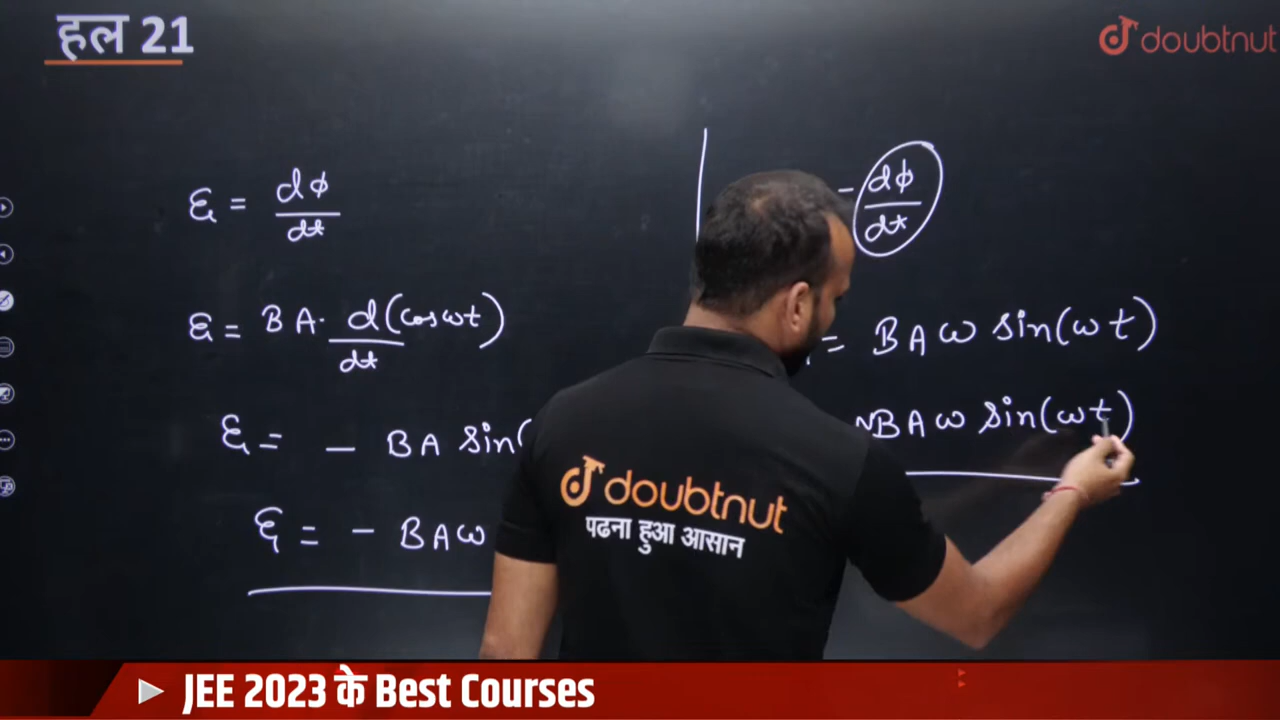 हल 21
doubtnut
ε = dφ/dt
ε = BA. d(cosωt)/dt
ε = - BA sin(
ε = - BAω
- dφ/dt
= BAω sin(ωt)
NBAω sin(ωt)
doubtnut
पढना हुआ आसान
JEE 2023 के Best Courses